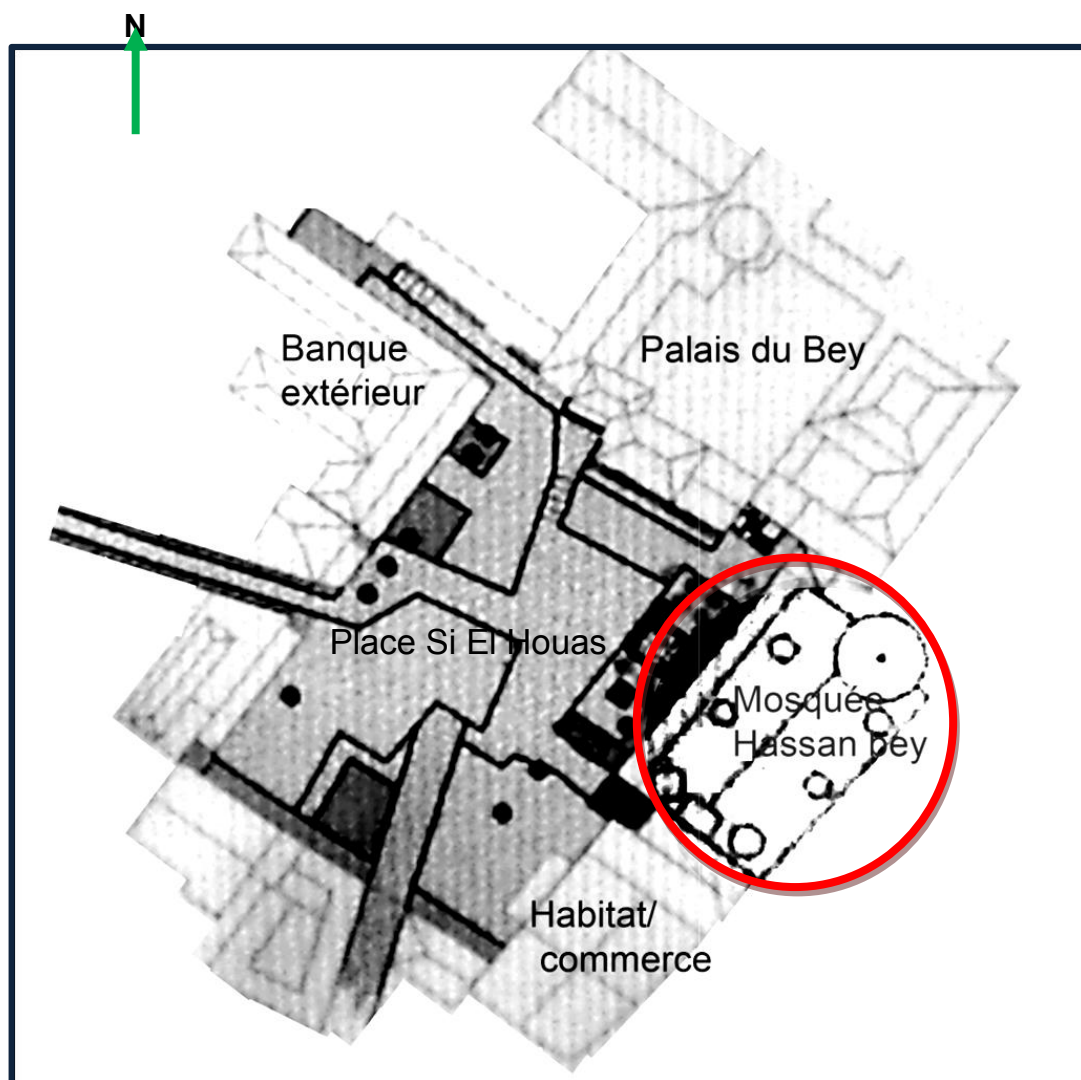 N
Banque
extérieur
Palais du Bey
Place Si El Houas
Mosquée
Hassan bey
Habitat/
commerce